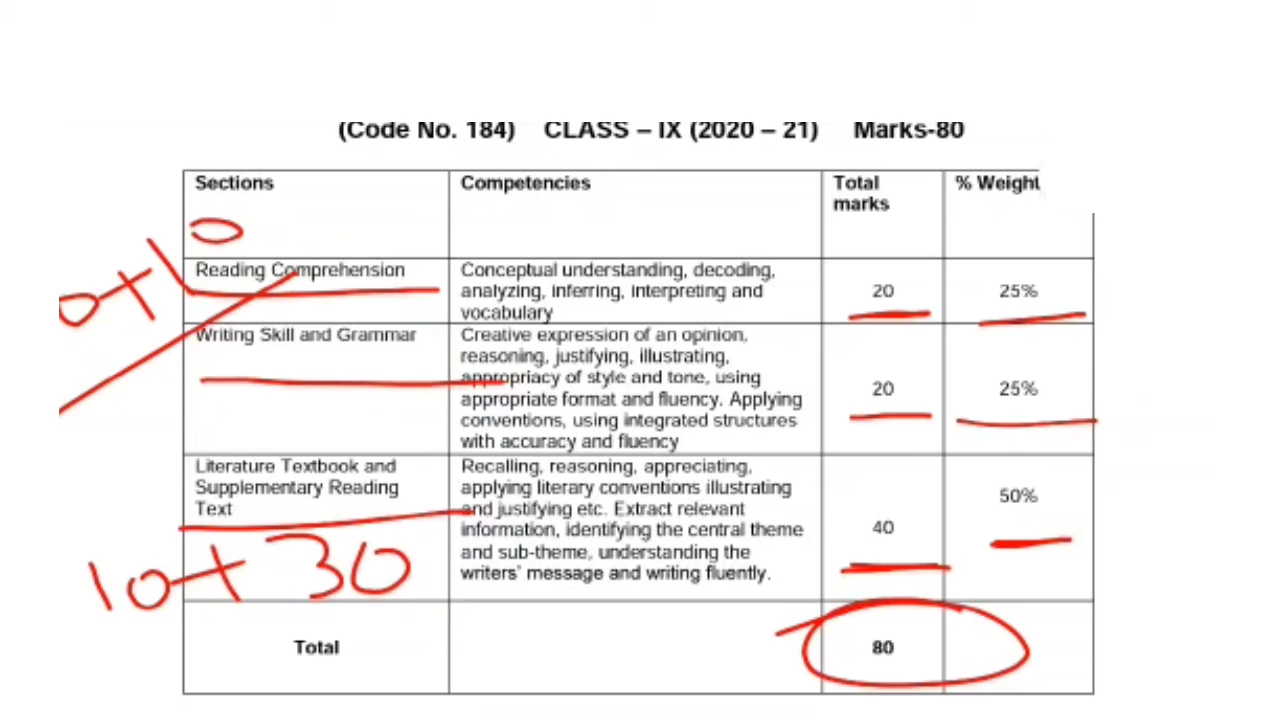 (Code No. 184) CLASS – IX (2020 – 21) Marks-80
Sections
Competencies
Total
marks
% Weight
Reading Comprehension
Conceptual understanding, decoding,
analyzing, inferring, interpreting and
vocabulary
20
25%
Writing Skill and Grammar
Creative expression of an opinion,
reasoning, justifying, illustrating,
appropriacy of style and tone, using
appropriate format and fluency. Applying
conventions, using integrated structures
with accuracy and fluency
20
25%
Literature Textbook and
Supplementary Reading
Text
10+30
Recalling, reasoning, appreciating,
applying literary conventions illustrating
and justifying etc. Extract relevant
information, identifying the central theme
and sub-theme, understanding the
writers' message and writing fluently.
40
50%
Total
80